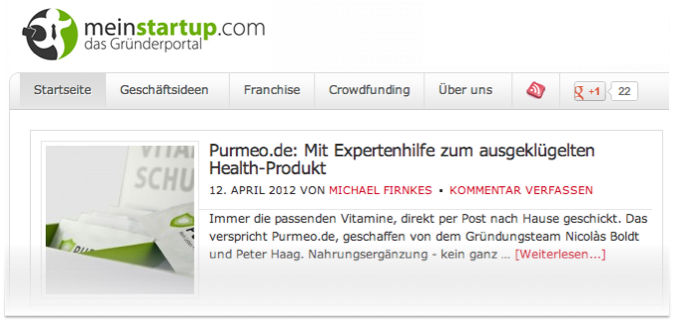 meinstartup.com
das Gründerportal
Startseite Geschäftsideen Franchise Crowdfunding Über uns +1 22
Purmeo.de: Mit Expertenhilfe zum ausgeklügelten
Health-Produkt
12. APRIL 2012 VON MICHAEL FIRNKES ▪ KOMMENTAR VERFASSEN
Immer die passenden Vitamine, direkt per Post nach Hause geschickt. Das
verspricht Purmeo.de, geschaffen von dem Gründungsteam Nicolàs Boldt
und Peter Haag. Nahrungsergänzung - kein ganz ... [Weiterlesen...]